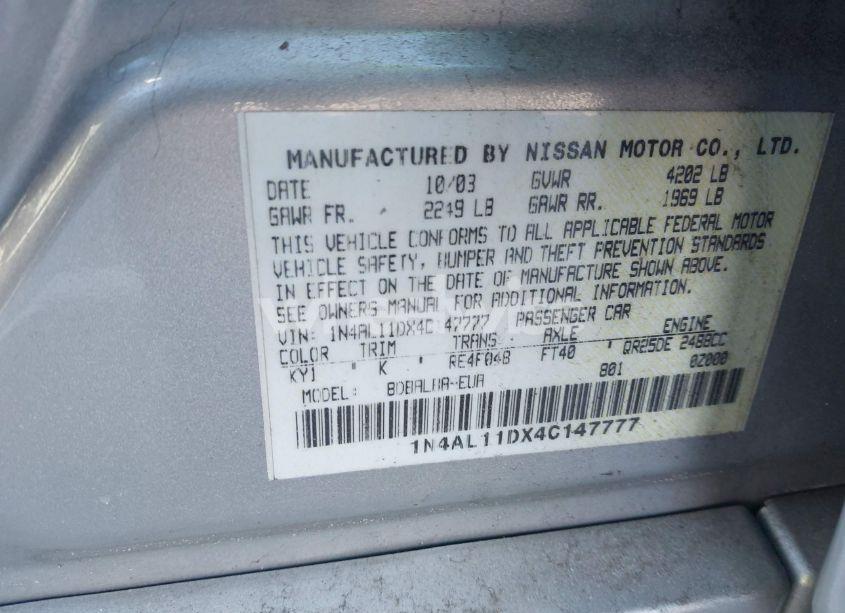 MANUFACTURED BY NISSAN MOTOR CO., LTD.
DATE 10/03 GVWR 4202 LB
GAWR FR. 2249 LB GAWR RR. 1969 LB
THIS VEHICLE CONFORMS TO ALL APPLICABLE FEDERAL MOTOR
VEHICLE SAFETY, BUMPER AND THEFT PREVENTION STANDARDS
IN EFFECT ON THE DATE OF MANUFACTURE SHOWN ABOVE.
SEE OWNERS MANUAL FOR ADDITIONAL INFORMATION.
VIN: 1N4AL11DX4C147777 PASSENGER CAR
COLOR TRIM TRANS. AXLE ENGINE
KY1 K RE4F04B FT40 QR25DE 2488CC
MODEL: 801 0Z000
1N4AL11DX4C147777